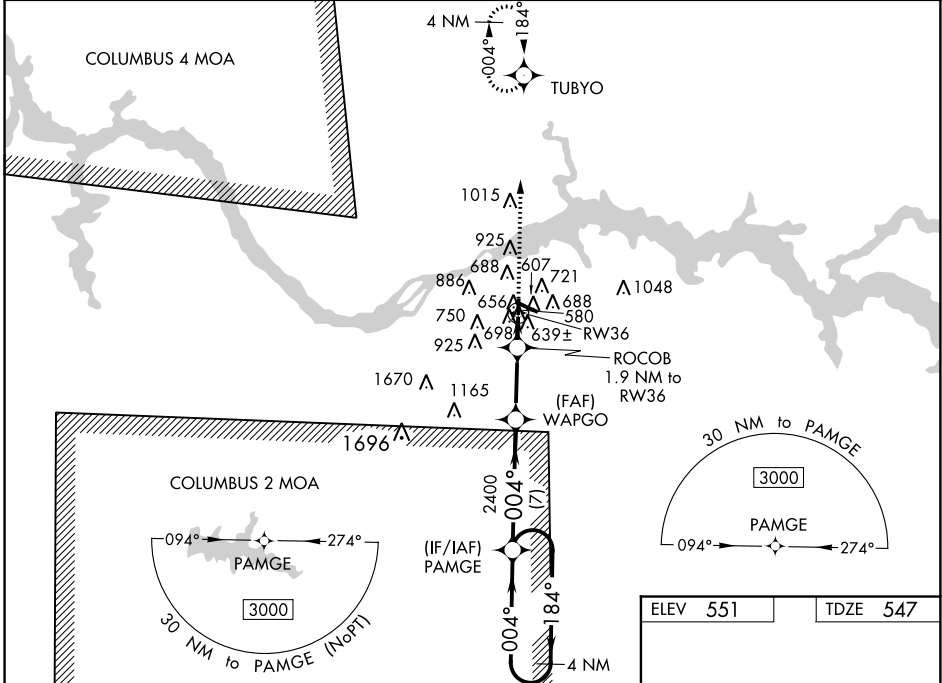 4 NM
004°
184°
COLUMBUS 4 MOA
TUBYO
1015
925
688
607
721
886
1048
656
688
750
580
698
639±
RW36
925
ROCOB
1.9 NM to
RW36
1670
1165
(FAF)
WAPGO
1696
30 NM to PAMGE
3000
PAMGE
094°
274°
COLUMBUS 2 MOA
2400
004°
(7)
094°
274°
PAMGE
3000
30 NM to PAMGE (NoPT)
(IF/IAF)
PAMGE
004°
184°
4 NM
ELEV 551
TDZE 547